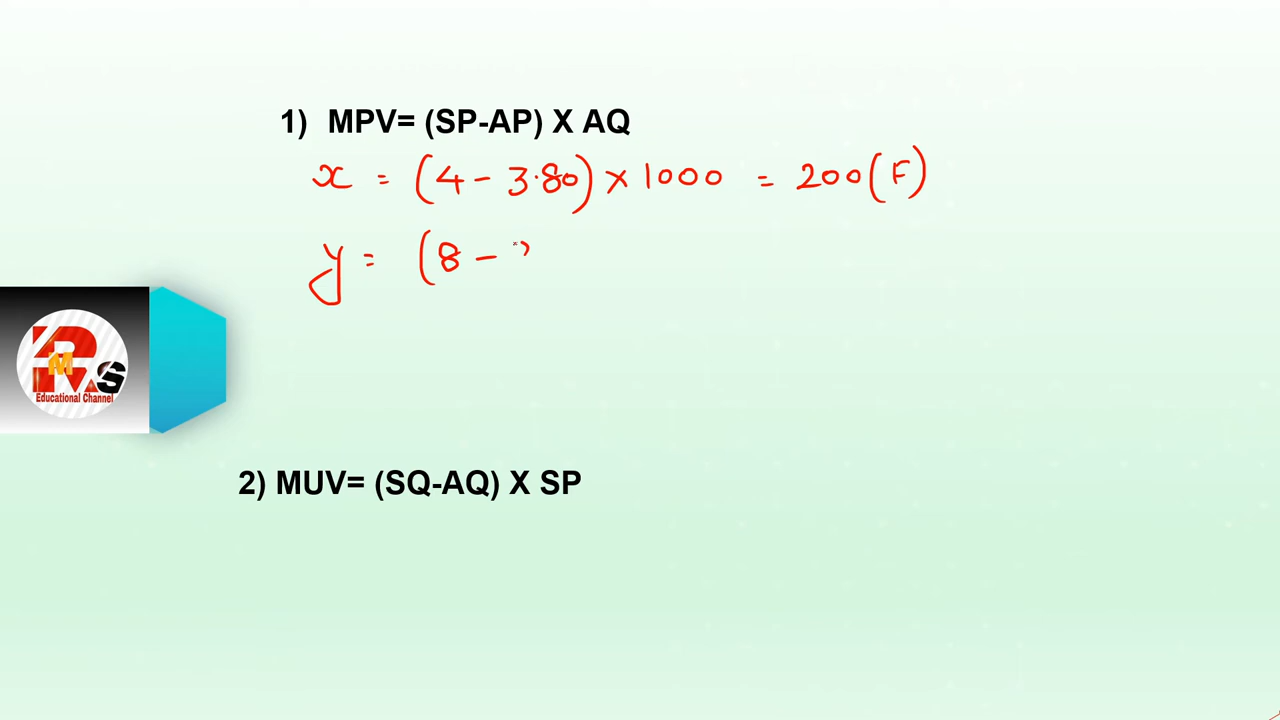 1) MPV= (SP-AP) X AQ
x = (4 - 3.80) x 1000 = 200 (F)
y = (8 -
M
S
Educational Channel
2) MUV= (SQ-AQ) X SP